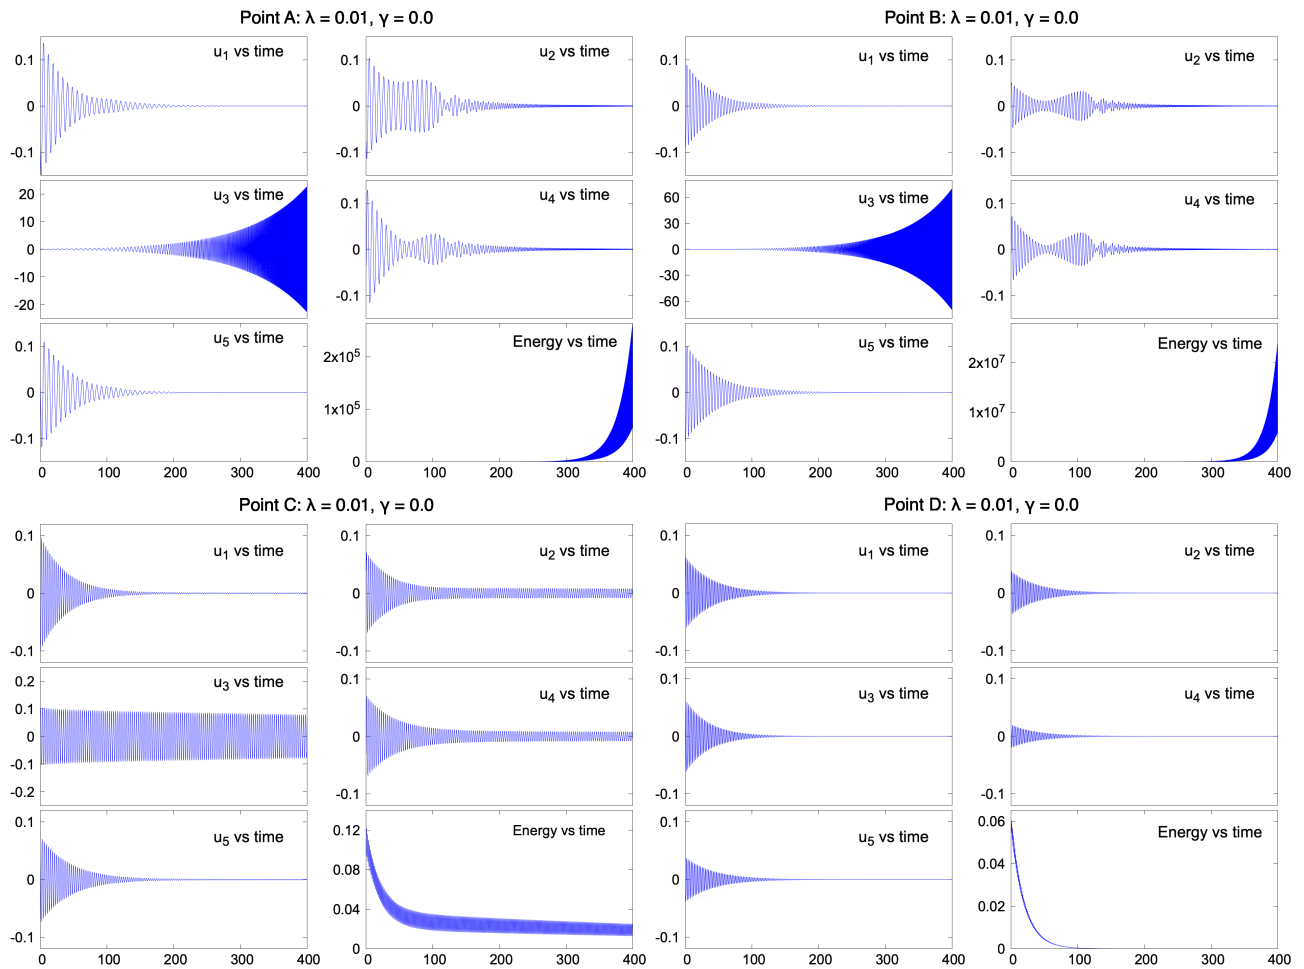 Point A: λ = 0.01, γ = 0.0
Point B: λ = 0.01, γ = 0.0
u1 vs time
0.1
0
-0.1
u2 vs time
u1 vs time
0.1
0
-0.1
u2 vs time
0.1
0
-0.1
u3 vs time
20
10
0
-10
-20
u4 vs time
0.1
0
-0.1
u3 vs time
60
30
0
-30
-60
u4 vs time
0.1
0
-0.1
u5 vs time
0.1
0
-0.1
0 100 200 300 400
Energy vs time
2x10^5
1x10^5
0
0 100 200 300 400
u5 vs time
0.1
0
-0.1
0 100 200 300 400
Energy vs time
2x10^7
1x10^7
0
0 100 200 300 400
Point C: λ = 0.01, γ = 0.0
Point D: λ = 0.01, γ = 0.0
u1 vs time
0.1
0
-0.1
u2 vs time
0.1
0
-0.1
u1 vs time
0.1
0
-0.1
u2 vs time
0.1
0
-0.1
u3 vs time
0.2
0.1
0
-0.1
-0.2
u4 vs time
0.1
0
-0.1
u3 vs time
0.1
0
-0.1
u4 vs time
0.1
0
-0.1
u5 vs time
0.1
0
-0.1
0 100 200 300 400
Energy vs time
0.12
0.08
0.04
0
0 100 200 300 400
u5 vs time
0.1
0
-0.1
0 100 200 300 400
Energy vs time
0.06
0.04
0.02
0
0 100 200 300 400